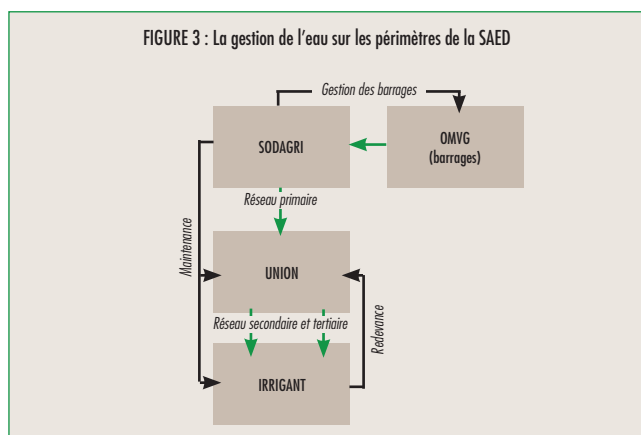 FIGURE 3 : La gestion de l’eau sur les périmètres de la SAED
Gestion des barrages
SODAGRI
OMVG
(barrages)
Réseau primaire
Maintenance
UNION
Réseau secondaire et tertiaire
Redevance
IRRIGANT